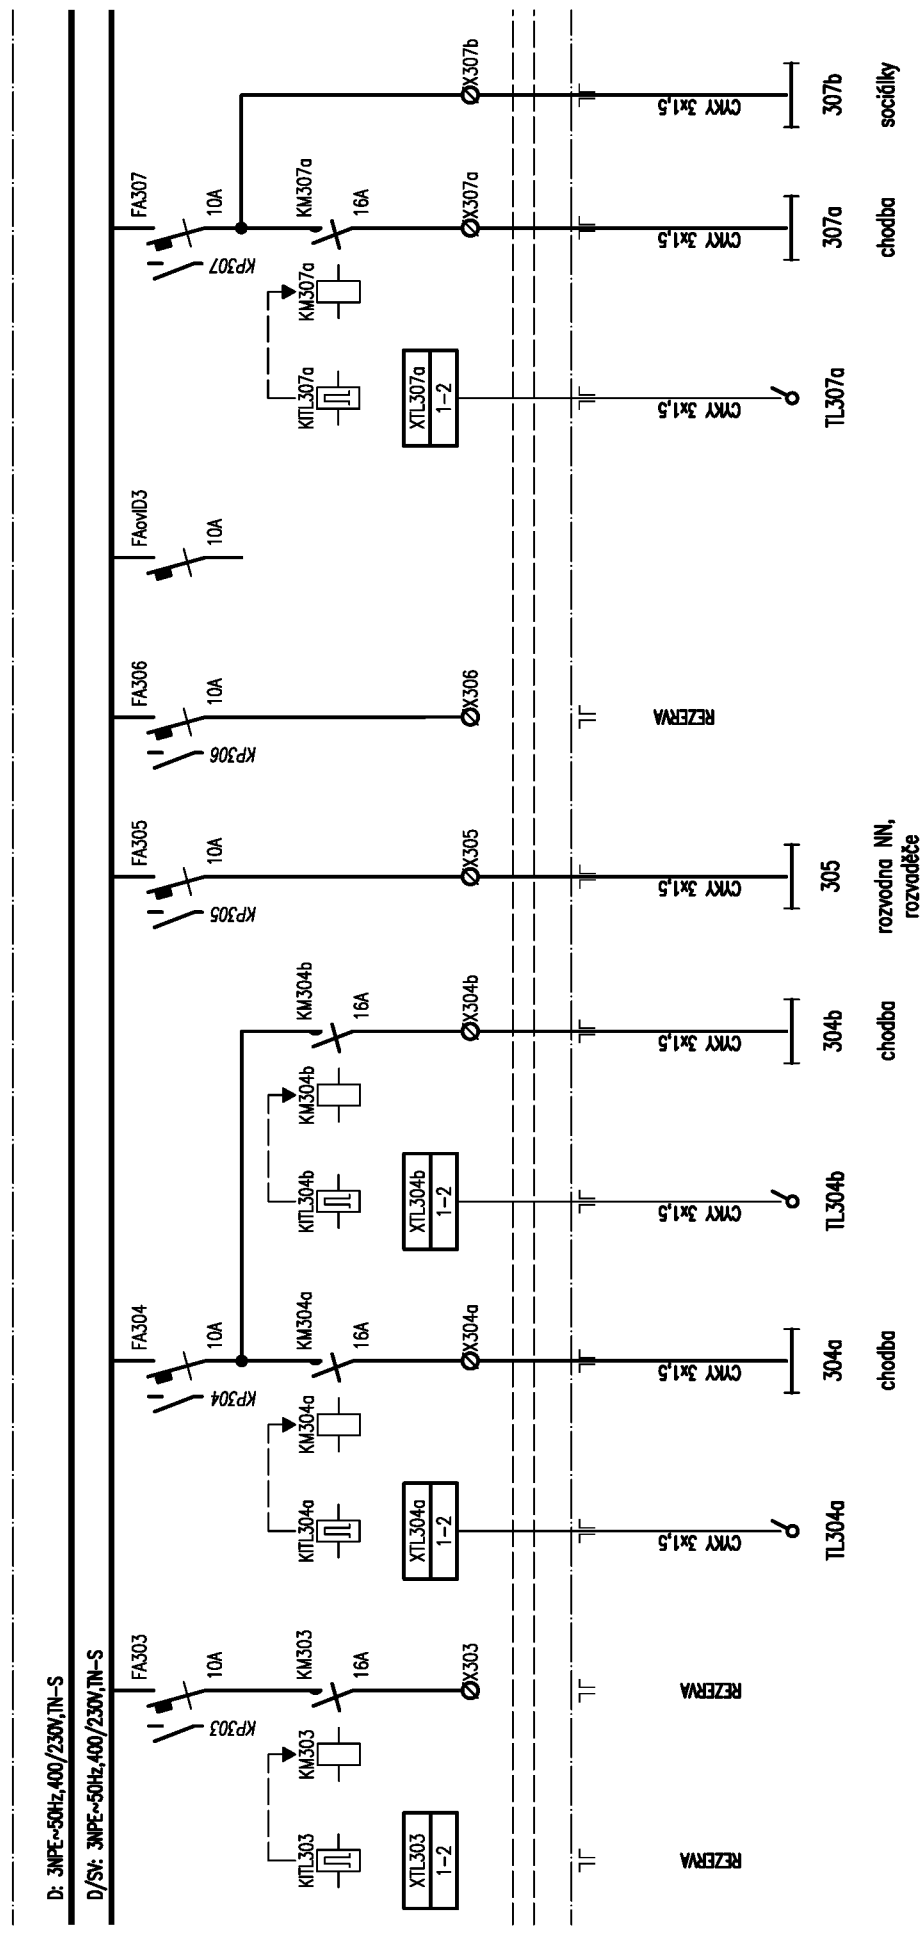 D: 3NPE~50Hz,400/230V,TN-S
D/SV: 3NPE~50Hz,400/230V,TN-S
FA303
KP303
10A
KM303
16A
KM303
KITL303
XTL303
1-2
X303
REZERVA
REZERVA
FA304
KP304
10A
KM304a
16A
KM304a
KITL304a
XTL304a
1-2
X304a
CYKY 3x1,5
TL304a
CYKY 3x1,5
304a
chodba
KM304b
16A
KM304b
KITL304b
XTL304b
1-2
X304b
CYKY 3x1,5
TL304b
CYKY 3x1,5
304b
chodba
FA305
KP305
10A
X305
CYKY 3x1,5
305
rozvodna NN,
rozvaděče
FA306
KP306
10A
X306
REZERVA
FAovlD3
10A
FA307
KP307
10A
KM307a
16A
KM307a
KITL307a
XTL307a
1-2
X307a
CYKY 3x1,5
TL307a
CYKY 3x1,5
307a
chodba
X307b
CYKY 3x1,5
307b
sociálky